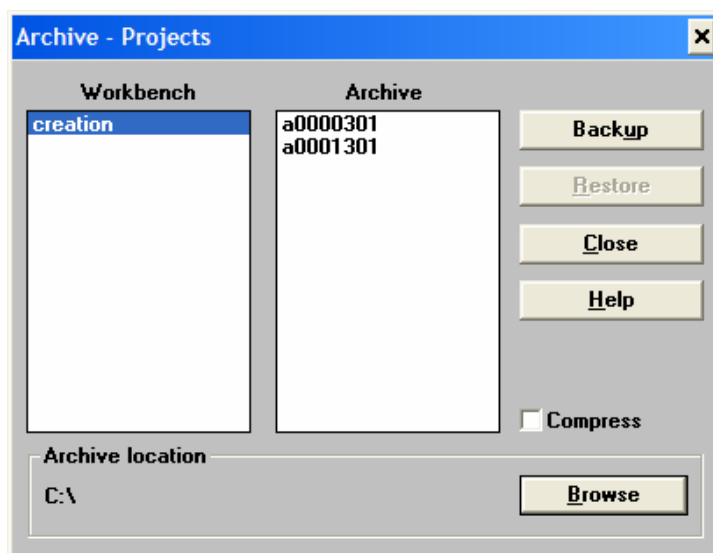 Archive - Projects
Workbench
Archive
creation
a0000301
a0001301
Backup
Restore
Close
Help
Compress
Archive location
C:\
Browse